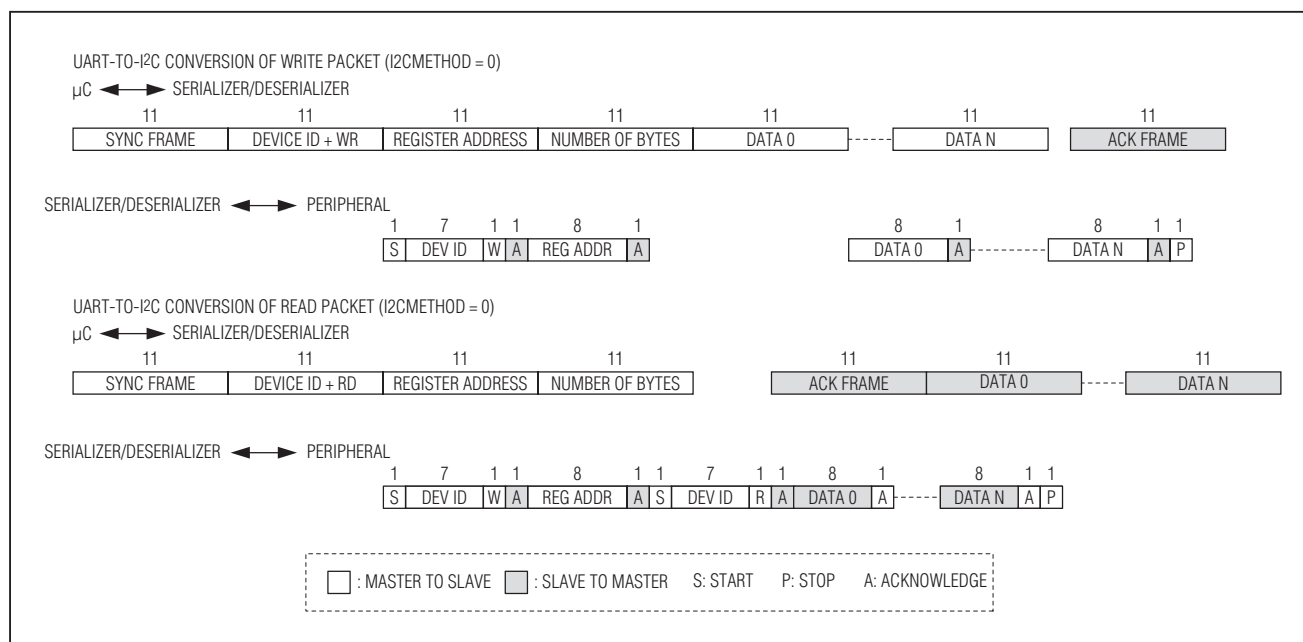 UART-TO-I2C CONVERSION OF WRITE PACKET (I2CMETHOD = 0)
µC SERIALIZER/DESERIALIZER
11 11 11 11 11 11 11
SYNC FRAME DEVICE ID + WR REGISTER ADDRESS NUMBER OF BYTES DATA 0 DATA N ACK FRAME
SERIALIZER/DESERIALIZER PERIPHERAL
1 7 1 1 8 1 8 1 8 1 1
S DEV ID W A REG ADDR A DATA 0 A DATA N A P
UART-TO-I2C CONVERSION OF READ PACKET (I2CMETHOD = 0)
µC SERIALIZER/DESERIALIZER
11 11 11 11 11 11 11
SYNC FRAME DEVICE ID + RD REGISTER ADDRESS NUMBER OF BYTES ACK FRAME DATA 0 DATA N
SERIALIZER/DESERIALIZER PERIPHERAL
1 7 1 1 8 1 1 7 1 1 8 1 8 1 1
S DEV ID W A REG ADDR A S DEV ID R A DATA 0 A DATA N A P
: MASTER TO SLAVE : SLAVE TO MASTER S: START P: STOP A: ACKNOWLEDGE